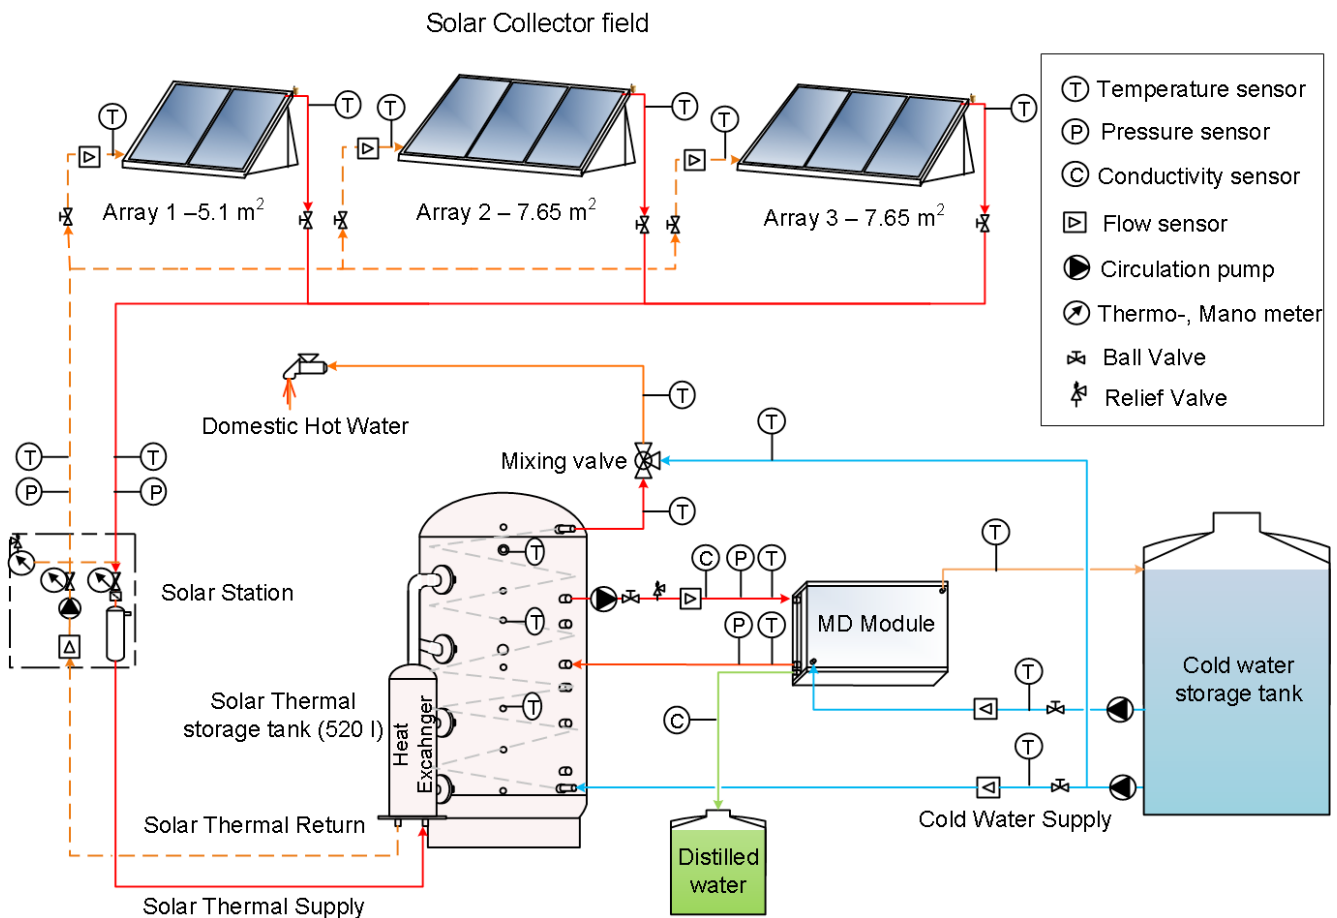 Solar Collector field
T
T
T
T
T
T
Array 1 –5.1 m²
Array 2 – 7.65 m²
Array 3 – 7.65 m²
T Temperature sensor
P Pressure sensor
C Conductivity sensor
Flow sensor
Circulation pump
Thermo-, Mano meter
Ball Valve
Relief Valve
Domestic Hot Water
T
T
Mixing valve
T
T
P
P
T
T
T
Solar Station
T
C
P
T
MD Module
T
P
T
Cold water
storage tank
Solar Thermal
storage tank (520 l)
T
Heat
Excahnger
C
T
T
Cold Water Supply
Solar Thermal Return
Distilled
water
Solar Thermal Supply